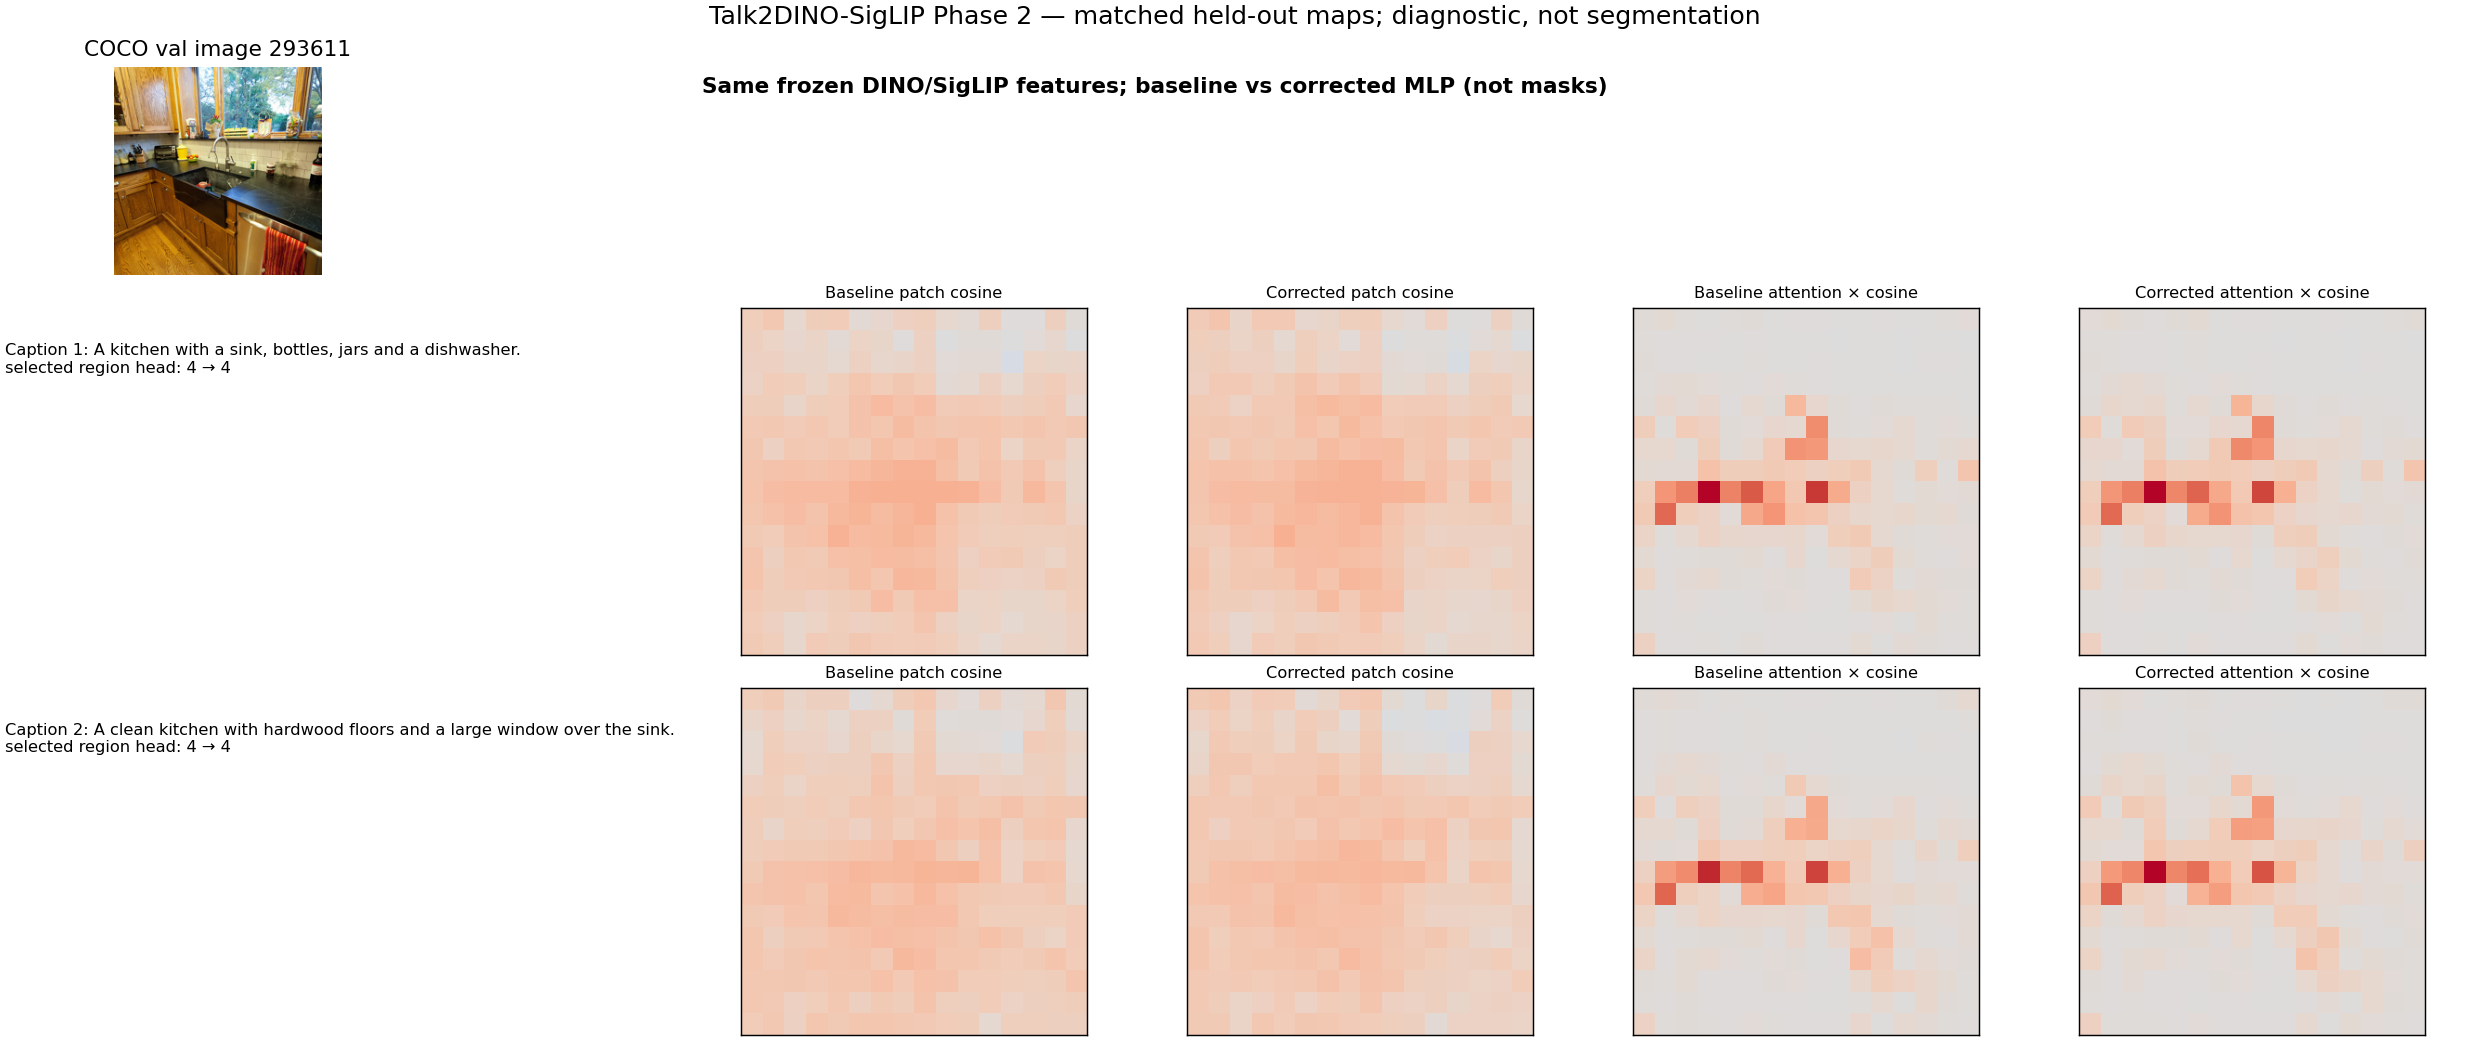 Talk2DINO-SigLIP Phase 2 — matched held-out maps; diagnostic, not segmentation
COCO val image 293611
Same frozen DINO/SigLIP features; baseline vs corrected MLP (not masks)
Baseline patch cosine
Corrected patch cosine
Baseline attention × cosine
Corrected attention × cosine
Caption 1: A kitchen with a sink, bottles, jars and a dishwasher.
selected region head: 4 → 4
Baseline patch cosine
Corrected patch cosine
Baseline attention × cosine
Corrected attention × cosine
Caption 2: A clean kitchen with hardwood floors and a large window over the sink.
selected region head: 4 → 4